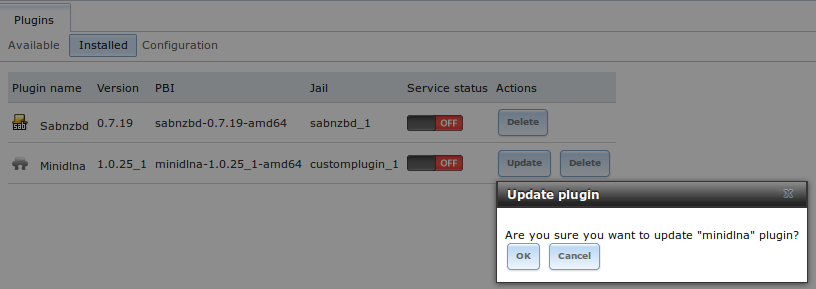 Plugins
Available Installed Configuration
Plugin name Version PBI Jail Service status Actions
sab Sabnzbd 0.7.19 sabnzbd-0.7.19-amd64 sabnzbd_1 OFF Delete
Minidlna 1.0.25_1 minidlna-1.0.25_1-amd64 customplugin_1 OFF Update Delete
Update plugin
Are you sure you want to update "minidlna" plugin?
OK Cancel